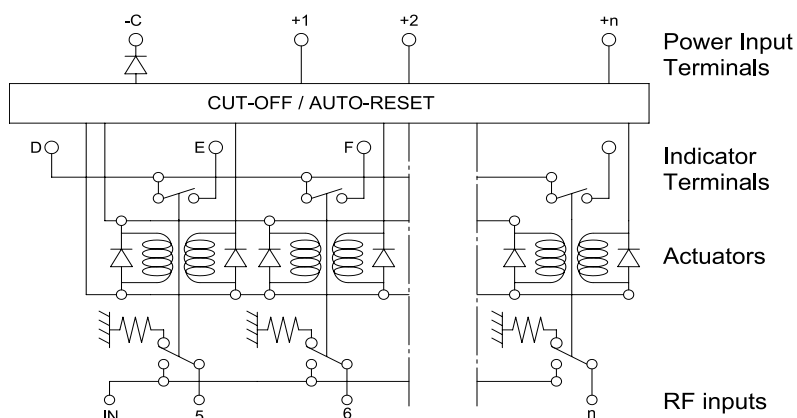 -C +1 +2 +n
Power Input
Terminals
CUT-OFF / AUTO-RESET
D E F
Indicator
Terminals
Actuators
IN 5 6 n
RF inputs